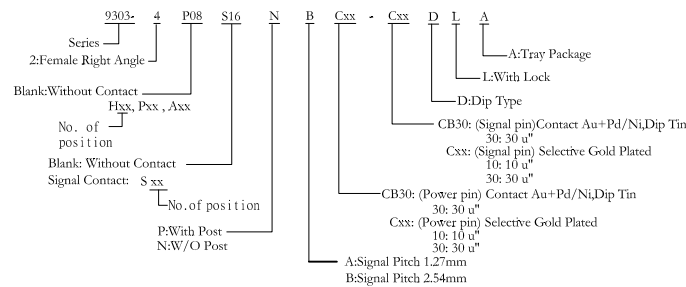 9303- 4 P08 S16 N B Cxx - Cxx D L A
Series
2:Female Right Angle
A:Tray Package
L:With Lock
Blank:Without Contact
Hxx, Pxx , Axx
D:Dip Type
No. of
position
CB30: (Signal pin)Contact Au+Pd/Ni,Dip Tin
30: 30 u"
Cxx: (Signal pin) Selective Gold Plated
10: 10 u"
30: 30 u"
Blank: Without Contact
Signal Contact: S xx
No.of position
CB30: (Power pin) Contact Au+Pd/Ni,Dip Tin
30: 30 u"
Cxx: (Power pin) Selective Gold Plated
10: 10 u"
30: 30 u"
P:With Post
N:W/O Post
A:Signal Pitch 1.27mm
B:Signal Pitch 2.54mm